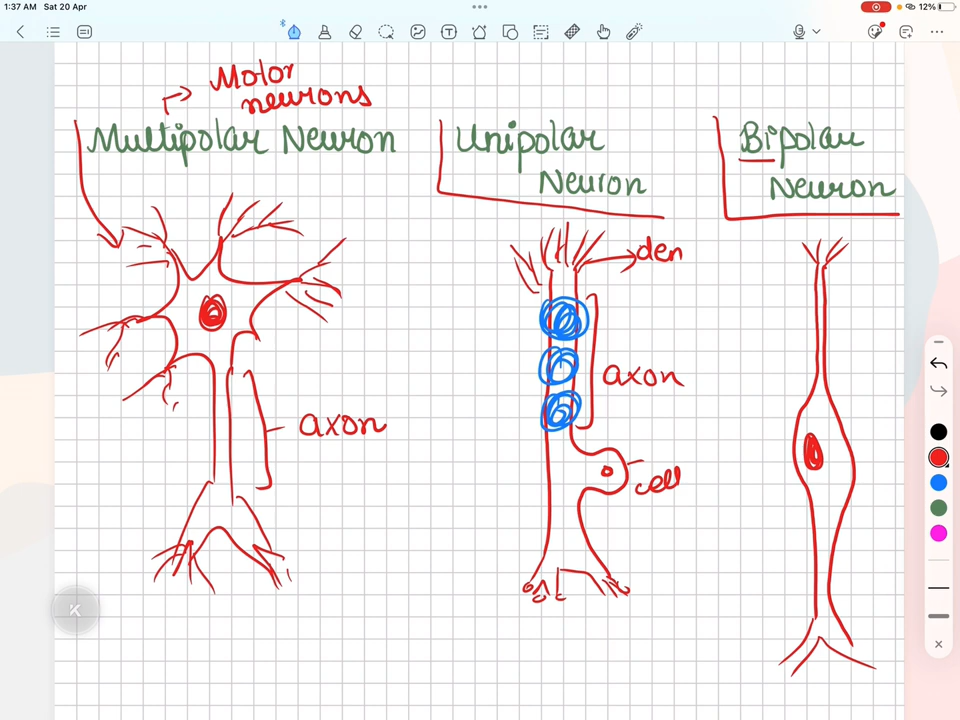 1:37 AM Sat 20 Apr
12%
Motor
neurons
Multipolar Neuron
Unipolar
Neuron
Bipolar
Neuron
den
axon
axon
cell